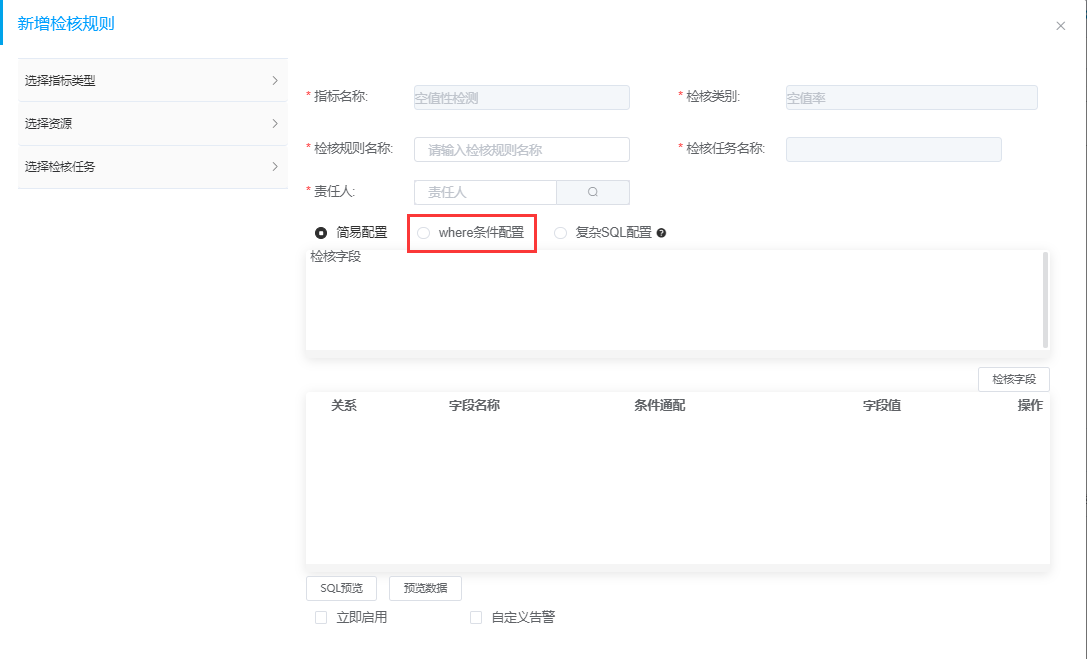 新增检核规则
选择指标类型
选择资源
选择检核任务
* 指标名称: 空值性检测 * 检核类别: 空值率
* 检核规则名称: 请输入检核规则名称 * 检核任务名称:
* 责任人: 责任人
简易配置 where条件配置 复杂SQL配置 ?
检核字段
检核字段
关系 字段名称 条件通配 字段值 操作
SQL预览 预览数据
立即启用 自定义告警